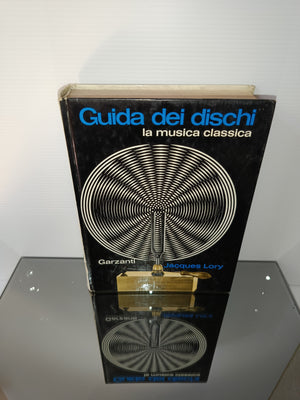 Guida dei dischi
la musica classica
Garzanti
Jacques Lory